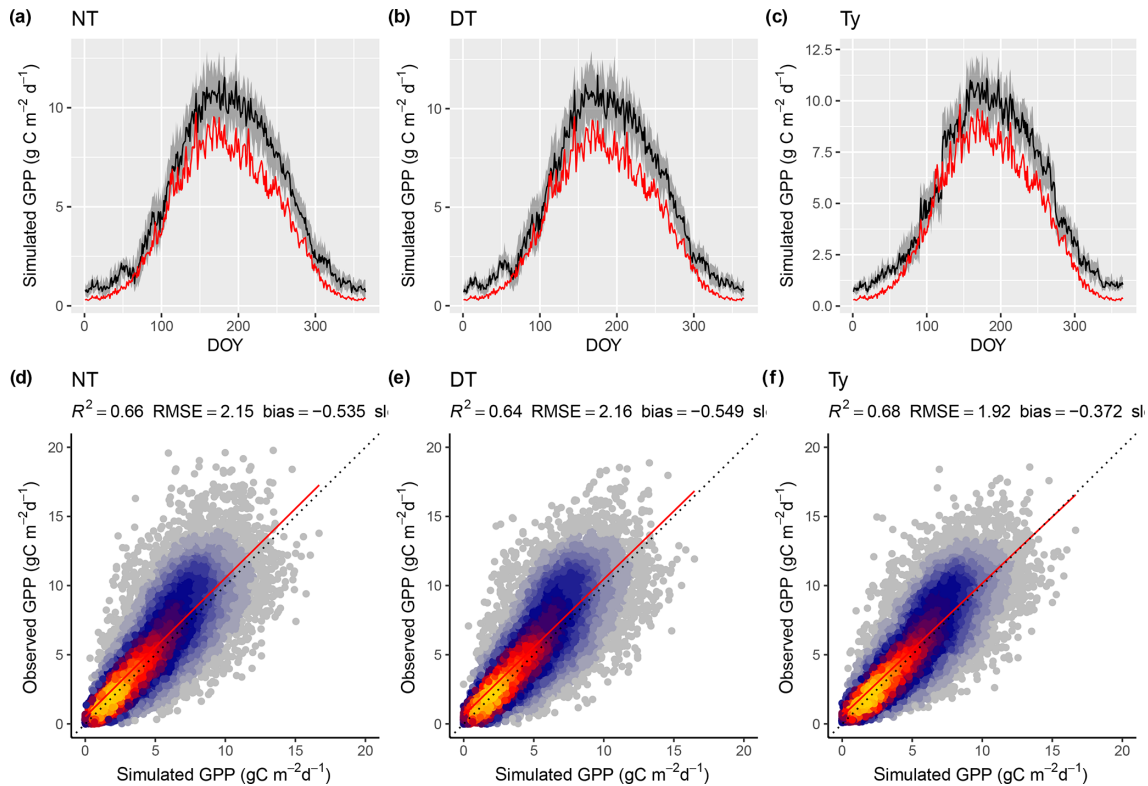 (a) NT
(b) DT
(c) Ty
Simulated GPP (g C m−2 d−1)
10
5
0
0 100 200 300
DOY
Simulated GPP (g C m−2 d−1)
10
5
0
0 100 200 300
DOY
Simulated GPP (g C m−2 d−1)
12.5
10.0
7.5
5.0
2.5
0.0
0 100 200 300
DOY
(d) NT
R2 = 0.66 RMSE = 2.15 bias = −0.535
(e) DT
R2 = 0.64 RMSE = 2.16 bias = −0.549
(f) Ty
R2 = 0.68 RMSE = 1.92 bias = −0.372
Observed GPP (gC m−2d−1)
20
15
10
5
0
0 5 10 15 20
Simulated GPP (gC m−2d−1)
Observed GPP (gC m−2d−1)
20
15
10
5
0
0 5 10 15 20
Simulated GPP (gC m−2d−1)
Observed GPP (gC m−2d−1)
20
15
10
5
0
0 5 10 15 20
Simulated GPP (gC m−2d−1)